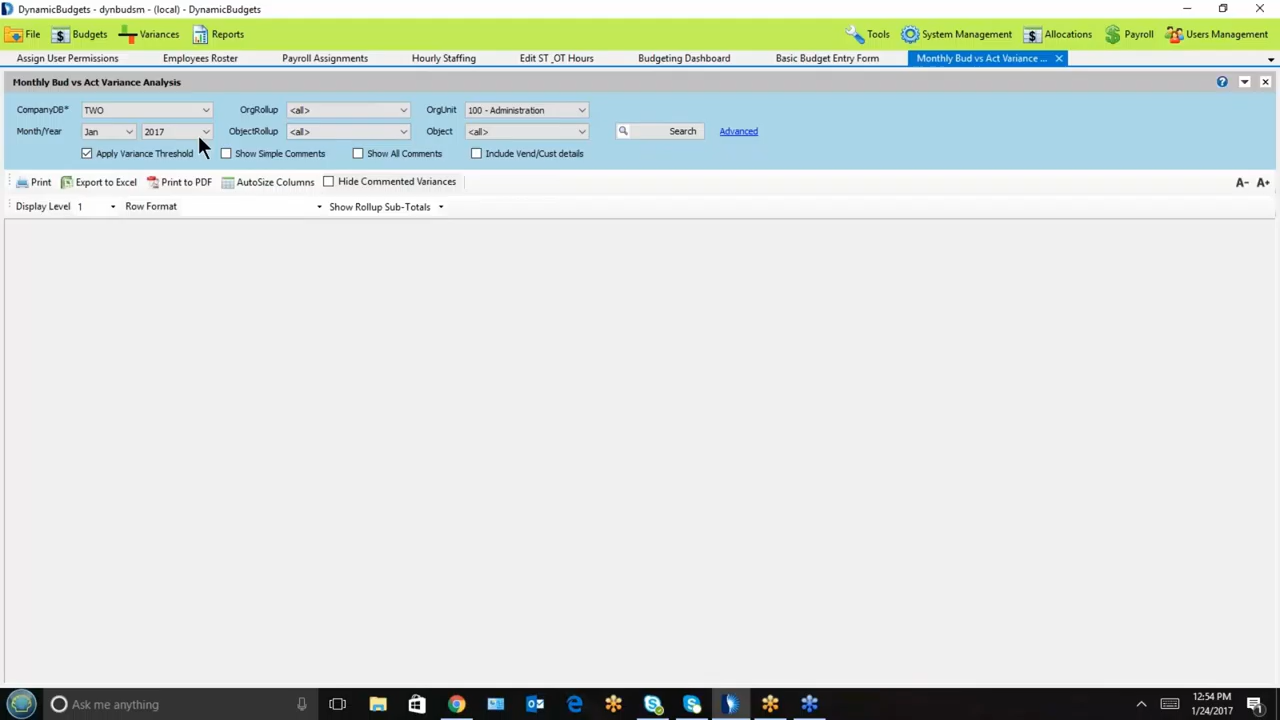 DynamicBudgets - dynbudsm - (local) - DynamicBudgets
File Budgets Variances Reports Tools System Management Allocations Payroll Users Management
Assign User Permissions Employees Roster Payroll Assignments Hourly Staffing Edit ST _OT Hours Budgeting Dashboard Basic Budget Entry Form Monthly Bud vs Act Variance ...
Monthly Bud vs Act Variance Analysis
CompanyDB* TWO OrgRollup <all> OrgUnit 100 - Administration
Month/Year Jan 2017 ObjectRollup <all> Object <all> Search Advanced
Apply Variance Threshold Show Simple Comments Show All Comments Include Vend/Cust details
Print Export to Excel Print to PDF AutoSize Columns Hide Commented Variances A- A+
Display Level 1 Row Format Show Rollup Sub-Totals
Ask me anything
12:54 PM
1/24/2017